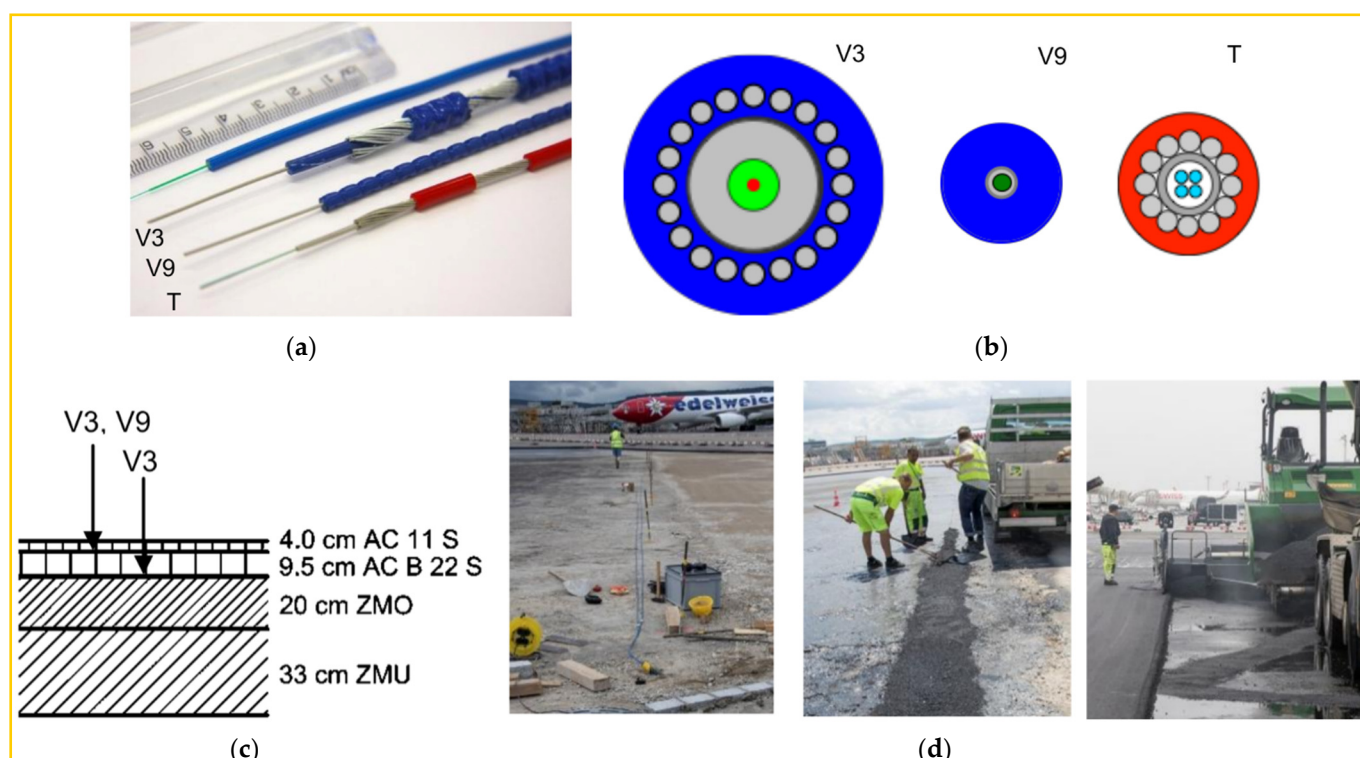 V3
V9
T
(a)
V3
V9
T
(b)
V3, V9
V3
4.0 cm AC 11 S
9.5 cm AC B 22 S
20 cm ZMO
33 cm ZMU
(c)
edelweiss
(d)